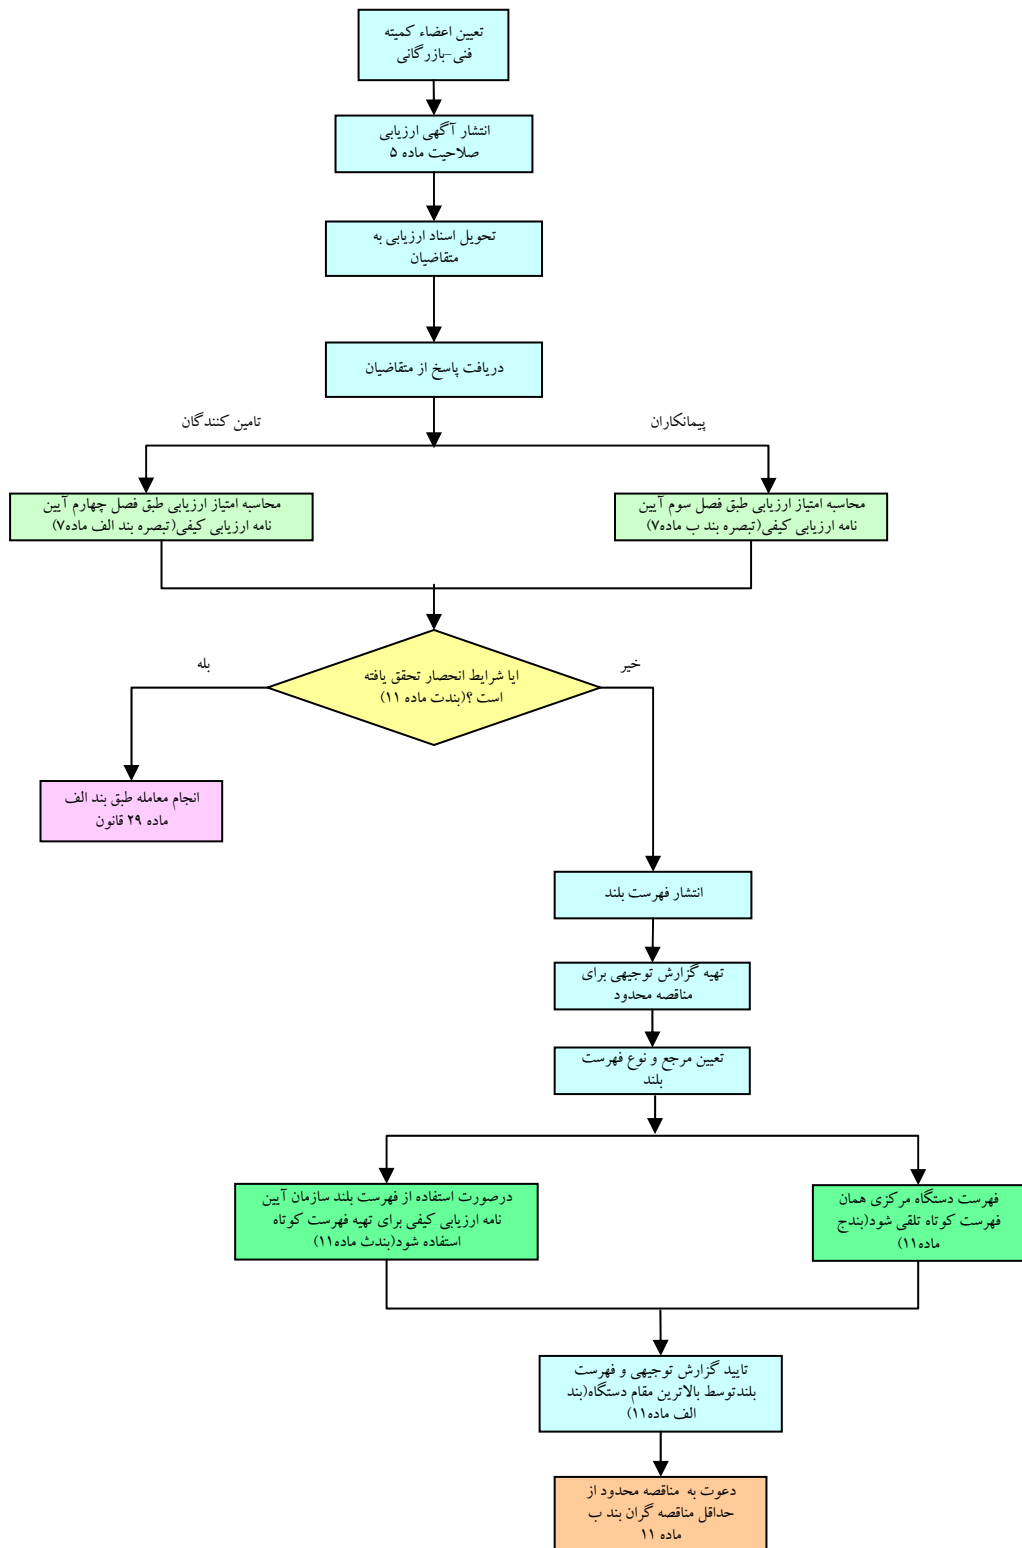 تعیین اعضاء کمیته
فنی-بازرگانی
انتشار آگهی ارزیابی
صلاحیت ماده ۵
تحویل اسناد ارزیابی به
متقاضیان
دریافت پاسخ از متقاضیان
پیمانکاران
تامین کنندگان
محاسبه امتیاز ارزیابی طبق فصل سوم آیین
نامه ارزیابی کیفی(تبصره بند ب ماده۷)
محاسبه امتیاز ارزیابی طبق فصل چهارم آیین
نامه ارزیابی کیفی(تبصره بند الف ماده۷)
ایا شرایط انحصار تحقق یافته
است ؟(بندت ماده ۱۱)
خیر
بله
انجام معامله طبق بند الف
ماده ۲۹ قانون
انتشار فهرست بلند
تهیه گزارش توجیهی برای
مناقصه محدود
تعیین مرجع و نوع فهرست
بلند
فهرست دستگاه مرکزی همان
فهرست کوتاه تلقی شود(بندج
ماده۱۱)
درصورت استفاده از فهرست بلند سازمان آیین
نامه ارزیابی کیفی برای تهیه فهرست کوتاه
استفاده شود(بندث ماده۱۱)
تایید گزارش توجیهی و فهرست
بلندتوسط بالاترین مقام دستگاه(بند
الف ماده۱۱)
دعوت به مناقصه محدود از
حداقل مناقصه گران بند ب
ماده ۱۱